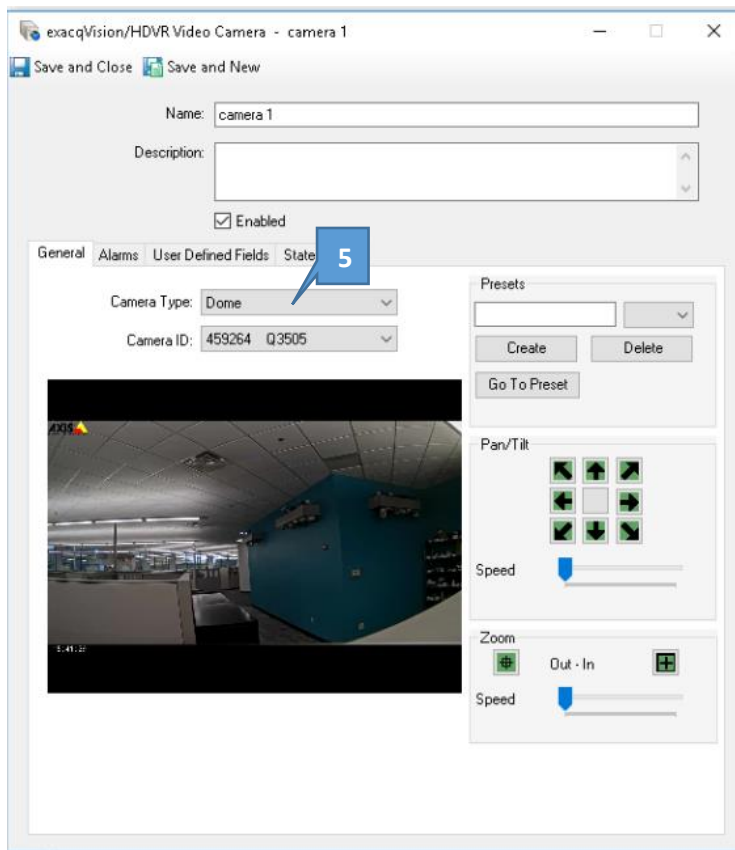 exacqVision/HDVR Video Camera - camera 1
Save and Close Save and New
Name: camera 1
Description:
Enabled
General Alarms User Defined Fields State
5
Camera Type: Dome
Camera ID: 459264 Q3505
AXIS
Presets
Create Delete
Go To Preset
Pan/Tilt
Speed
Zoom
Out - In
Speed